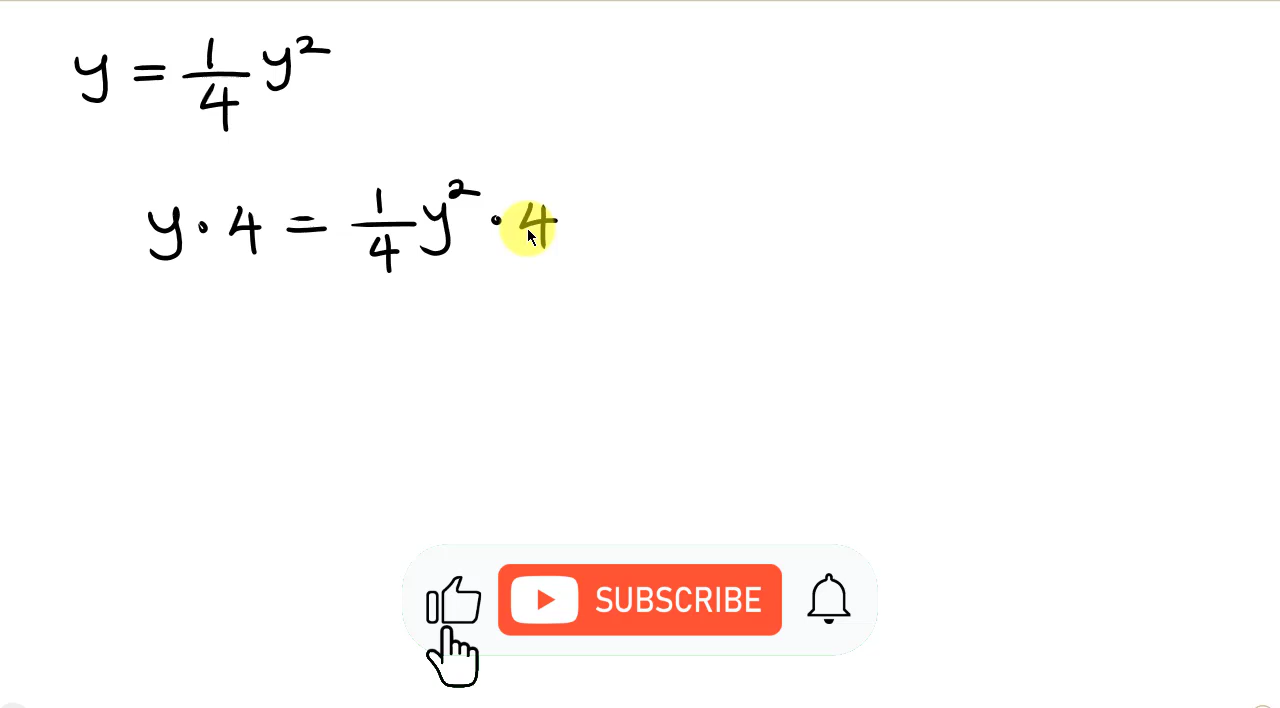 y = 1/4 y²
y · 4 = 1/4 y² · 4
SUBSCRIBE